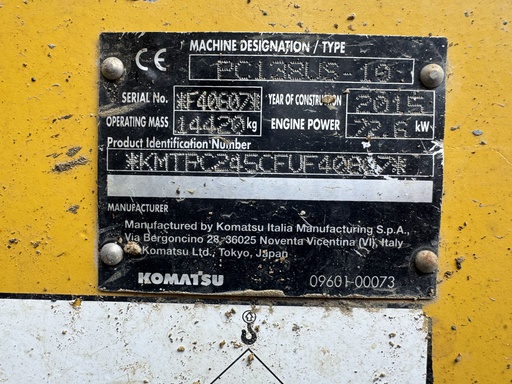 CE MACHINE DESIGNATION / TYPE
PC138US-10
SERIAL No. *F40607* YEAR OF CONSTRUCTION 2015
OPERATING MASS 14420 kg ENGINE POWER 72.6 kW
Product Identification Number
MANUFACTURER
Manufactured by Komatsu Italia Manufacturing S.p.A.,
Via Bergoncino 28, 36025 Noventa Vicentina (VI), Italy
Komatsu Ltd., Tokyo, Japan
KOMATSU 09601-00073